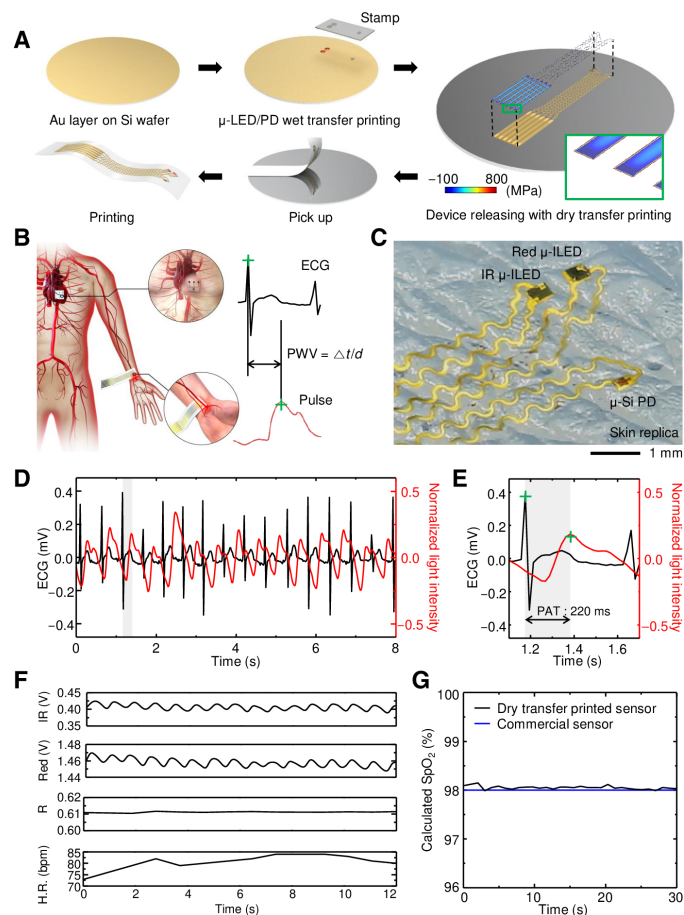 A
Stamp
Au layer on Si wafer
μ-LED/PD wet transfer printing
−100
800
(MPa)
Printing
Pick up
Device releasing with dry transfer printing
B
ECG
PWV = △t/d
Pulse
C
Red μ-ILED
IR μ-ILED
μ-Si PD
Skin replica
1 mm
D
ECG (mV)
0.4
0.2
0.0
−0.2
−0.4
0
2
4
6
8
Time (s)
0.5
0.0
−0.5
Normalized light intensity
E
ECG (mV)
0.4
0.2
0.0
−0.2
−0.4
PAT : 220 ms
1.2
1.4
1.6
Time (s)
0.5
0.0
−0.5
Normalized light intensity
F
IR (V)
0.45
0.40
0.35
Red (V)
1.48
1.46
1.44
R
0.62
0.61
0.60
H.R. (bpm)
85
80
75
70
0
2
4
6
8
10
12
Time (s)
G
Calculated SpO2 (%)
100
99
98
97
96
Dry transfer printed sensor
Commercial sensor
0
10
20
30
Time (s)